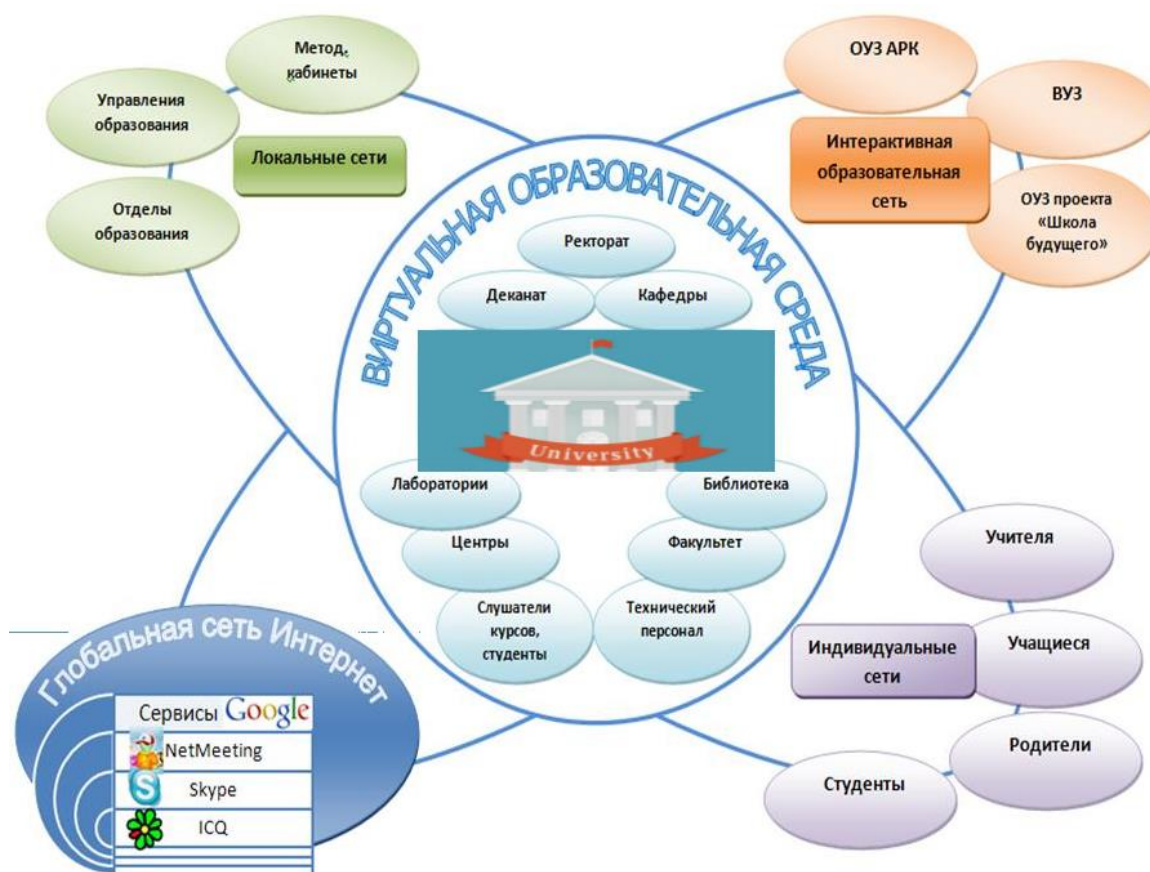 Метод,
кабинеты
Управления
образования
Локальные сети
Отделы
образования
ОУЗ АРК
ВУЗ
Интерактивная
образовательная
сеть
ОУЗ проекта
«Школа
будущего»
ВИРТУАЛЬНАЯ ОБРАЗОВАТЕЛЬНАЯ СРЕДА
Ректорат
Деканат
Кафедры
University
Лаборатории
Библиотека
Центры
Факультет
Слушатели
курсов,
студенты
Технический
персонал
Учителя
Индивидуальные
сети
Учащиеся
Родители
Студенты
Глобальная сеть Интернет
Сервисы Google
NetMeeting
Skype
ICQ